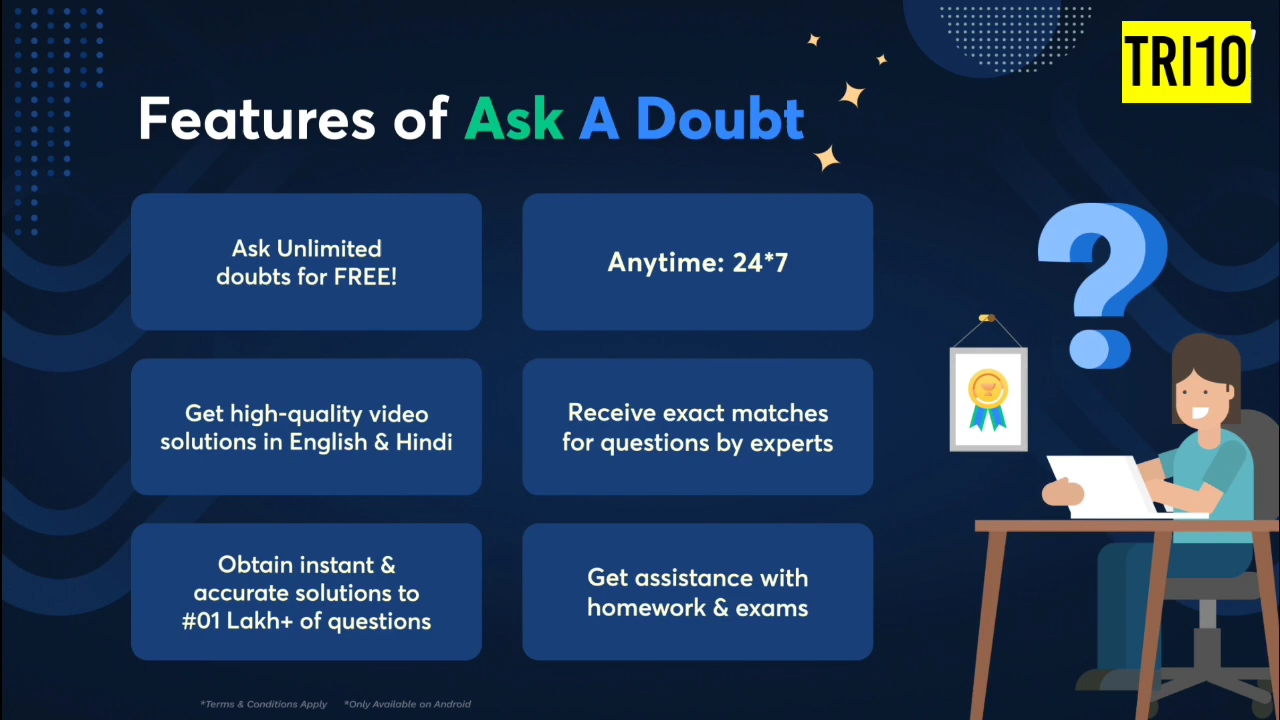 TRI10
Features of Ask A Doubt
Ask Unlimited
doubts for FREE!
Anytime: 24*7
Get high-quality video
solutions in English & Hindi
Receive exact matches
for questions by experts
Obtain instant &
accurate solutions to
#01 Lakh+ of questions
Get assistance with
homework & exams
*Terms & Conditions Apply *Only Available on Android